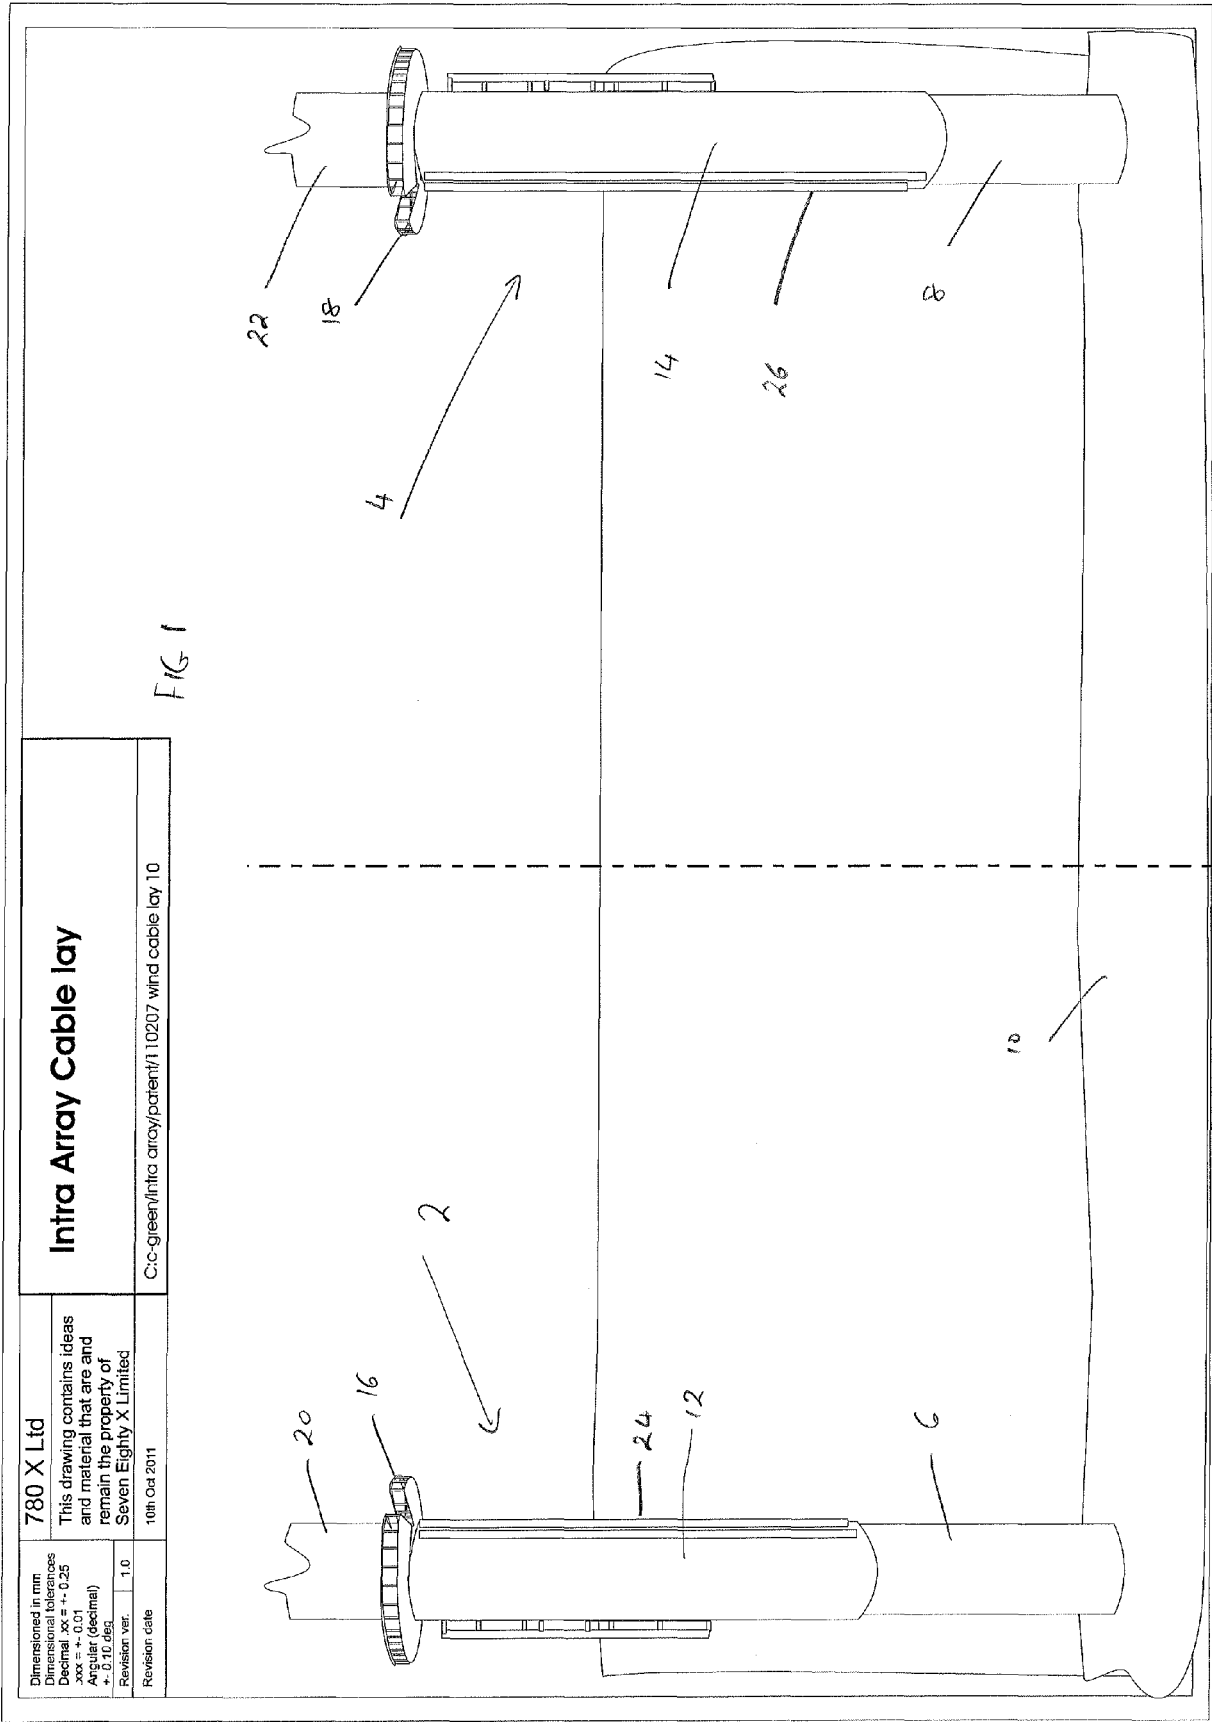 Dimensioned in mm
Dimensional tolerances
Decimal .xx = +- 0.25
.xxx = +- 0.01
Angular (decimal)
+- 0.10 deg
Revision ver. 1.0
Revision date
780 X Ltd
This drawing contains ideas
and material that are and
remain the property of
Seven Eighty X Limited
10th Oct 2011
Intra Array Cable lay
C:c-green/intra array/patent/110207 wind cable lay 10
FIG 1
20
16
2
24
12
6
10
22
18
4
14
26
8